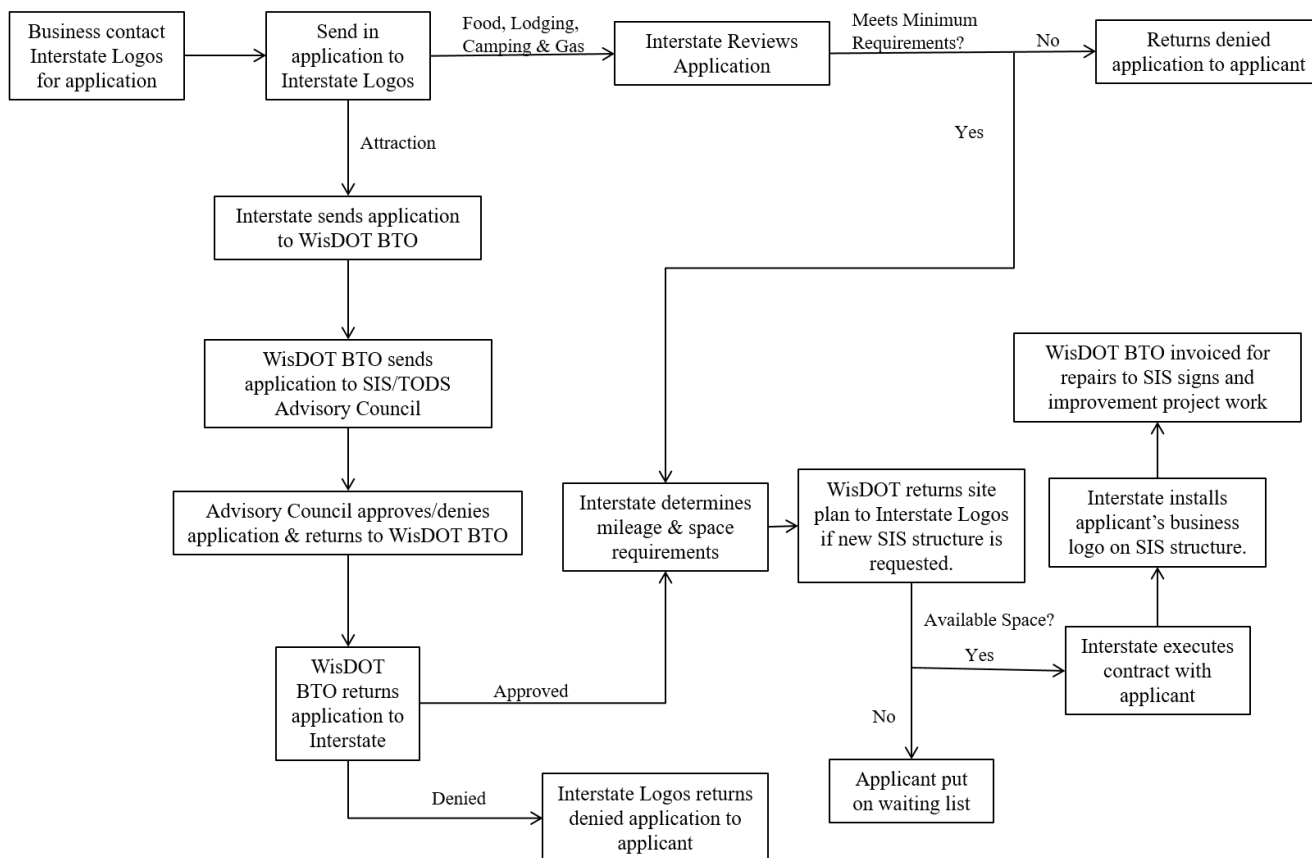 Business contact
Interstate Logos
for application
Send in
application to
Interstate Logos
Food, Lodging,
Camping & Gas
Interstate Reviews
Application
Meets Minimum
Requirements?
No
Returns denied
application to applicant
Yes
Attraction
Interstate sends application
to WisDOT BTO
WisDOT BTO sends
application to SIS/TODS
Advisory Council
Advisory Council approves/denies
application & returns to WisDOT BTO
WisDOT
BTO returns
application to
Interstate
Approved
Denied
Interstate Logos returns
denied application to
applicant
Interstate determines
mileage & space
requirements
WisDOT returns site
plan to Interstate Logos
if new SIS structure is
requested.
Available Space?
Yes
No
Applicant put
on waiting list
Interstate executes
contract with
applicant
Interstate installs
applicant’s business
logo on SIS structure.
WisDOT BTO invoiced for
repairs to SIS signs and
improvement project work